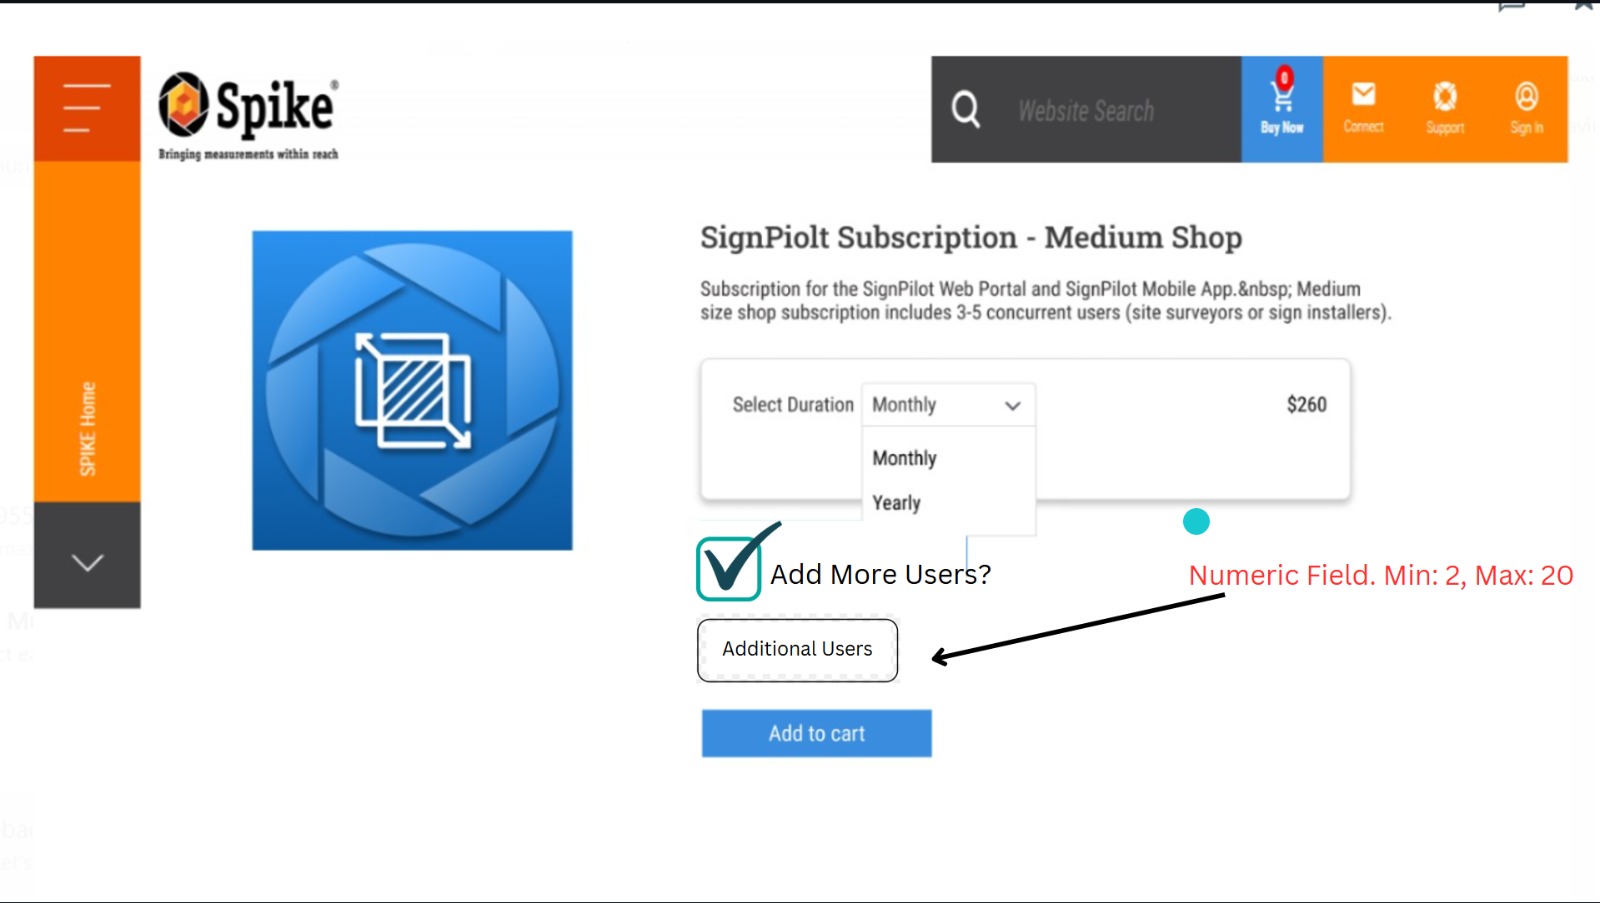 Spike®
Bringing measurements within reach
Website Search
0
Buy Now
Connect
Support
Sign In
SPIKE Home
SignPiolt Subscription - Medium Shop
Subscription for the SignPilot Web Portal and SignPilot Mobile App.&nbsp; Medium
size shop subscription includes 3-5 concurrent users (site surveyors or sign installers).
Select Duration Monthly $260
Monthly
Yearly
Add More Users?
Numeric Field. Min: 2, Max: 20
Additional Users
Add to cart